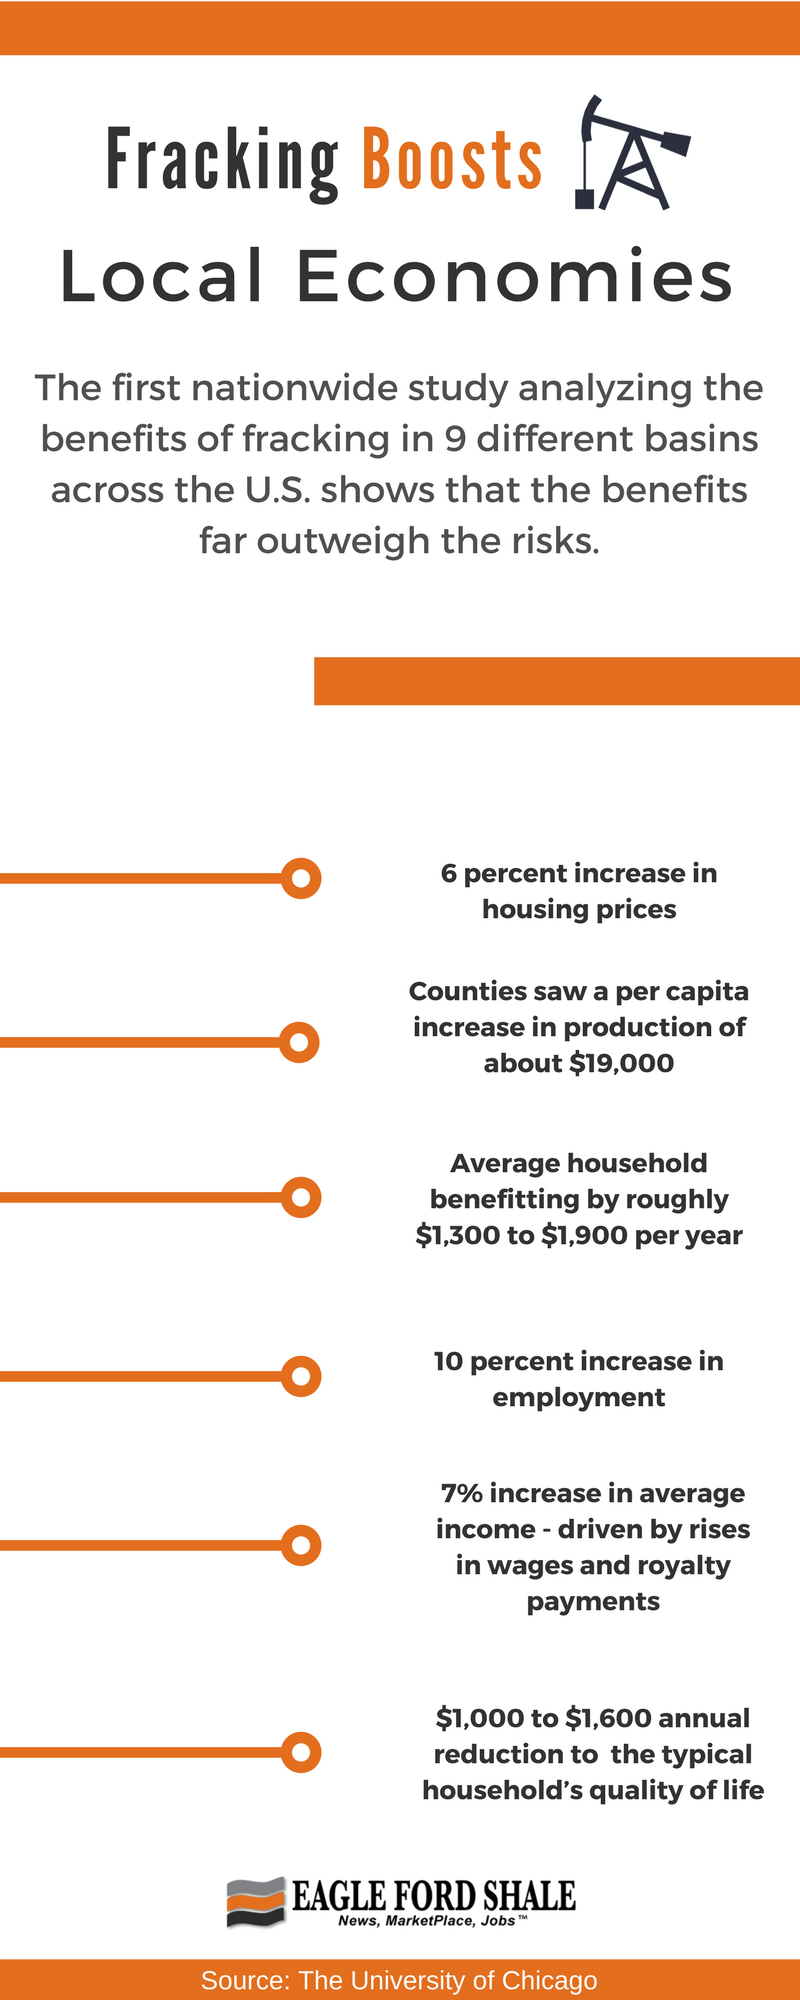 Fracking Boosts
Local Economies
The first nationwide study analyzing the
benefits of fracking in 9 different basins
across the U.S. shows that the benefits
far outweigh the risks.
6 percent increase in
housing prices
Counties saw a per capita
increase in production of
about $19,000
Average household
benefitting by roughly
$1,300 to $1,900 per year
10 percent increase in
employment
7% increase in average
income - driven by rises
in wages and royalty
payments
$1,000 to $1,600 annual
reduction to the typical
household's quality of life
EAGLE FORD SHALE
News, MarketPlace, Jobs™
Source: The University of Chicago